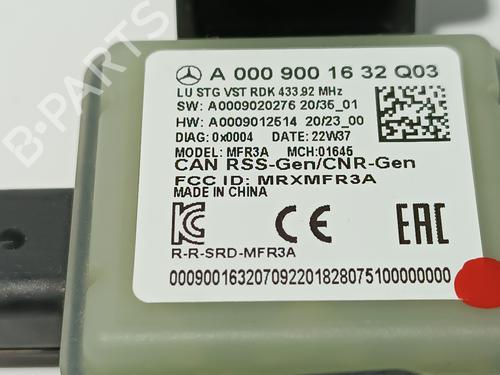 A 000 900 16 32 Q03
LU STG VST RDK 433.92 MHz
SW: A0009020276 20/35_01
HW: A0009012514 20/23_00
DIAG: 0x0004 DATE: 22W37
MODEL: MFR3A MCH:01645
CAN RSS-Gen/CNR-Gen
FCC ID: MRXMFR3A
MADE IN CHINA
CE EAC
R-R-SRD-MFR3A
00090016320709220182807510000000
B-Parts
B-Parts